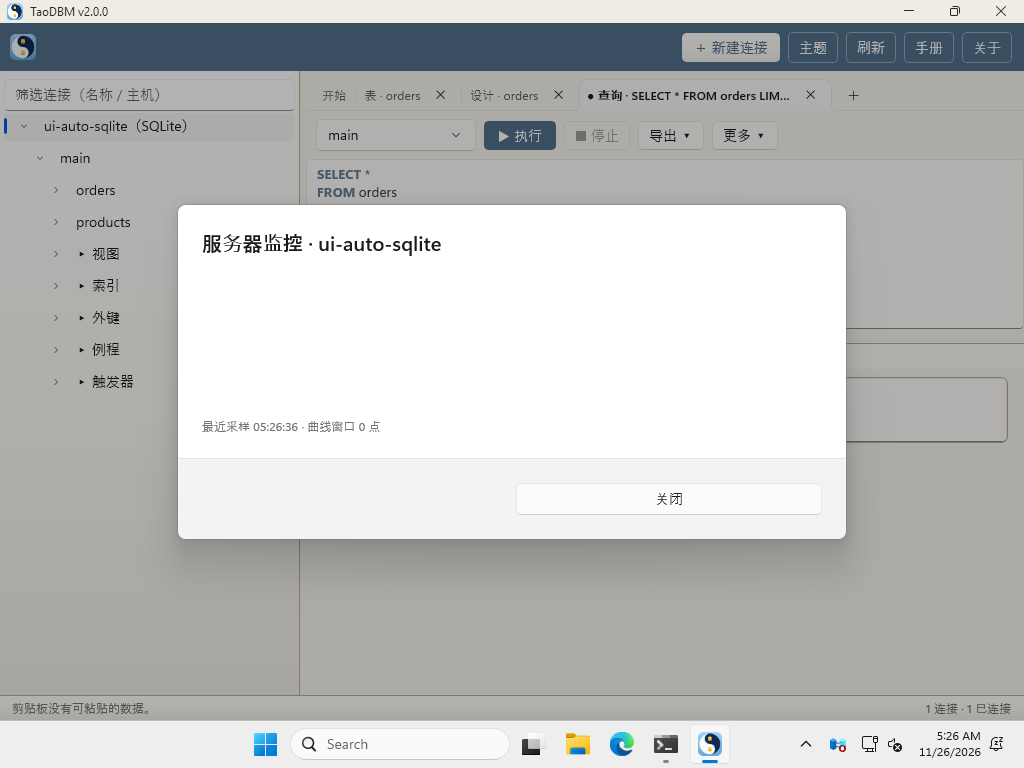 TaoDBM v2.0.0
+ 新建连接
主题
刷新
手册
关于
筛选连接（名称 / 主机）
ui-auto-sqlite（SQLite）
main
orders
products
视图
索引
外键
例程
触发器
开始
表 · orders
设计 · orders
● 查询 · SELECT * FROM orders LIM...
main
执行
停止
导出
更多
SELECT *
FROM orders
服务器监控 · ui-auto-sqlite
最近采样 05:26:36 · 曲线窗口 0 点
关闭
剪贴板没有可粘贴的数据。
1 连接 · 1 已连接
Search
5:26 AM
11/26/2026